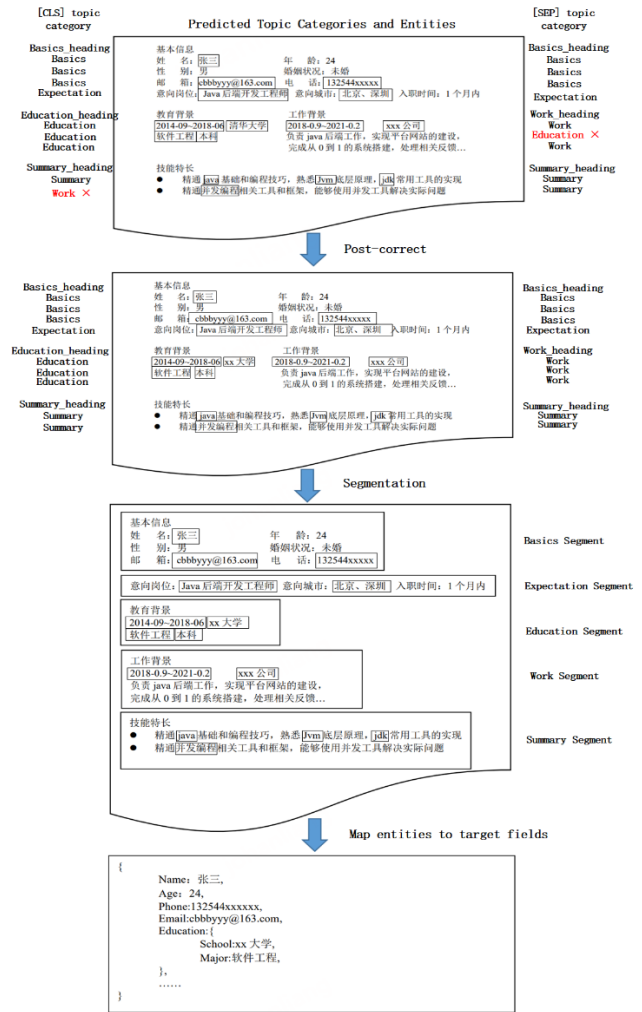 [CLS] topic category
Predicted Topic Categories and Entities
[SEP] topic category
Basics_heading
Basics
Basics
Basics
Expectation
Education_heading
Education
Education
Education
Summary_heading
Summary
Work ×
基本信息
姓 名：张三 年 龄：24
性 别：男 婚姻状况：未婚
邮 箱：cbbbyyy@163.com 电 话：132544xxxxx
意向岗位：Java 后端开发工程师 意向城市：北京、深圳 入职时间：1 个月内
教育背景 工作背景
2014-09~2018-06 清华大学 2018-0.9~2021-0.2 xxx 公司
软件工程 本科 负责 java 后端工作，实现平台网站的建设，
完成从 0 到 1 的系统搭建，处理相关反馈…
技能特长
● 精通 java 基础和编程技巧，熟悉 Jvm 底层原理，jdk 常用工具的实现
● 精通并发编程相关工具和框架，能够使用并发工具解决实际问题
Basics_heading
Basics
Basics
Basics
Expectation
Work_heading
Work
Education ×
Work
Summary_heading
Summary
Summary
Post-correct
Basics_heading
Basics
Basics
Basics
Expectation
Education_heading
Education
Education
Education
Summary_heading
Summary
Summary
基本信息
姓 名：张三 年 龄：24
性 别：男 婚姻状况：未婚
邮 箱：cbbbyyy@163.com 电 话：132544xxxxx
意向岗位：Java 后端开发工程师 意向城市：北京、深圳 入职时间：1 个月内
教育背景 工作背景
2014-09~2018-06 xx 大学 2018-0.9~2021-0.2 xxx 公司
软件工程 本科 负责 java 后端工作，实现平台网站的建设，
完成从 0 到 1 的系统搭建，处理相关反馈…
技能特长
● 精通 java 基础和编程技巧，熟悉 Jvm 底层原理，jdk 常用工具的实现
● 精通并发编程相关工具和框架，能够使用并发工具解决实际问题
Basics_heading
Basics
Basics
Basics
Expectation
Work_heading
Work
Work
Work
Summary_heading
Summary
Summary
Segmentation
基本信息
姓 名：张三 年 龄：24
性 别：男 婚姻状况：未婚
邮 箱：cbbbyyy@163.com 电 话：132544xxxxx
Basics Segment
意向岗位：Java 后端开发工程师 意向城市：北京、深圳 入职时间：1 个月内
Expectation Segment
教育背景
2014-09~2018-06 xx 大学
软件工程 本科
Education Segment
工作背景
2018-0.9~2021-0.2 xxx 公司
负责 java 后端工作，实现平台网站的建设，
完成从 0 到 1 的系统搭建，处理相关反馈…
Work Segment
技能特长
● 精通 java 基础和编程技巧，熟悉 Jvm 底层原理，jdk 常用工具的实现
● 精通并发编程相关工具和框架，能够使用并发工具解决实际问题
Summary Segment
Map entities to target fields
{
Name：张三,
Age：24,
Phone:132544xxxxxx,
Email:cbbbyyy@163.com,
Education:{
School:xx 大学,
Major:软件工程,
},
……
}